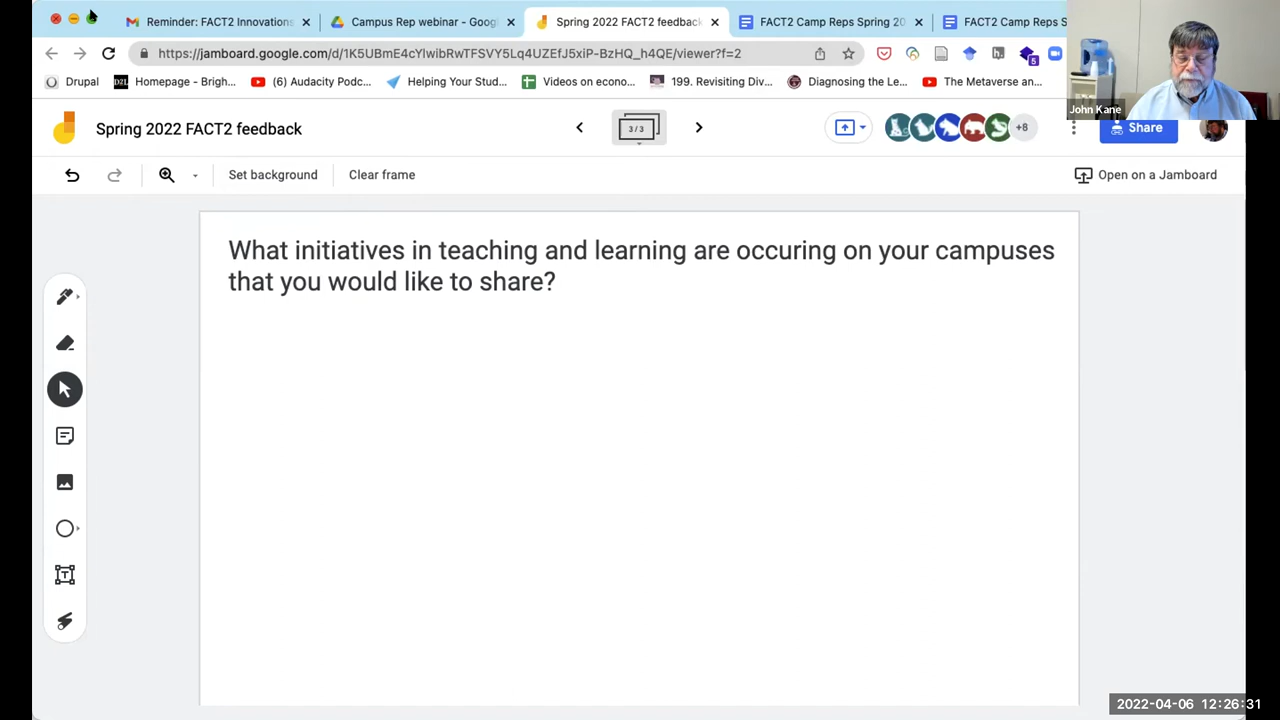 Reminder: FACT2 Innovations
Campus Rep webinar - Googl
Spring 2022 FACT2 feedback
FACT2 Camp Reps Spring 20
FACT2 Camp Reps S
https://jamboard.google.com/d/1K5UBmE4cYlwibRwTFSVY5Lq4UZEfJ5xiP-BzHQ_h4QE/viewer?f=2
h.
5
Drupal
Homepage - Brigh...
(6) Audacity Podc...
Helping Your Stud...
Videos on econo...
199. Revisiting Div...
Diagnosing the Le...
The Metaverse an...
John Kane
Spring 2022 FACT2 feedback
3/3
+8
Share
Set background
Clear frame
Open on a Jamboard
What initiatives in teaching and learning are occuring on your campuses
that you would like to share?
2022-04-06 12:26:31